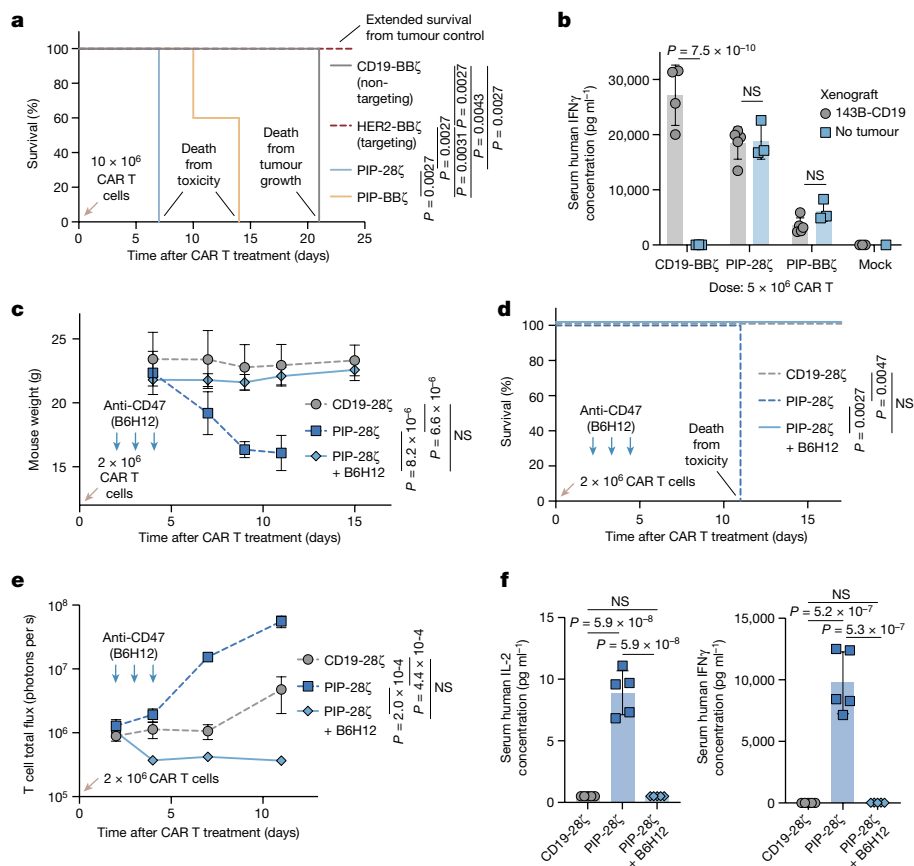 a
Extended survival
from tumour control
Survival (%)
100
80
60
40
20
0
10 × 10⁶
CAR T
cells
Death
from
toxicity
Death
from
tumour
growth
0 5 10 15 20 25
Time after CAR T treatment (days)
CD19-BBζ
(non-
targeting)
HER2-BBζ
(targeting)
PIP-28ζ
PIP-BBζ
P = 0.0027
P = 0.0027
P = 0.0031
P = 0.0027
P = 0.0043
P = 0.0027
b
Serum human IFNγ
concentration (pg ml⁻¹)
30,000
20,000
10,000
0
P = 7.5 × 10⁻¹⁰
NS
NS
Xenograft
143B-CD19
No tumour
CD19-BBζ PIP-28ζ PIP-BBζ Mock
Dose: 5 × 10⁶ CAR T
c
Mouse weight (g)
25
20
15
Anti-CD47
(B6H12)
2 × 10⁶
CAR T
cells
0 5 10 15
Time after CAR T treatment (days)
CD19-28ζ
PIP-28ζ
PIP-28ζ
+ B6H12
P = 8.2 × 10⁻⁶
P = 6.6 × 10⁻⁶
NS
d
Survival (%)
100
80
60
40
20
0
Anti-CD47
(B6H12)
2 × 10⁶ CAR T cells
Death from
toxicity
0 5 10 15
Time after CAR T treatment (days)
CD19-28ζ
PIP-28ζ
PIP-28ζ
+ B6H12
P = 0.0027
P = 0.0047
NS
e
T cell total flux (photons per s)
10⁸
10⁷
10⁶
10⁵
Anti-CD47
(B6H12)
2 × 10⁶ CAR T cells
0 5 10
Time after CAR T treatment (days)
CD19-28ζ
PIP-28ζ
PIP-28ζ
+ B6H12
P = 2.0 × 10-4
P = 4.4 × 10-4
NS
f
Serum human IL-2
concentration (pg ml⁻¹)
15
10
5
0
NS
P = 5.9 × 10⁻⁸
P = 5.9 × 10⁻⁸
CD19-28ζ
PIP-28ζ
PIP-28ζ
+ B6H12
Serum human IFNγ
concentration (pg ml⁻¹)
15,000
10,000
5,000
0
NS
P = 5.2 × 10⁻⁷
P = 5.3 × 10⁻⁷
CD19-28ζ
PIP-28ζ
PIP-28ζ
+ B6H12